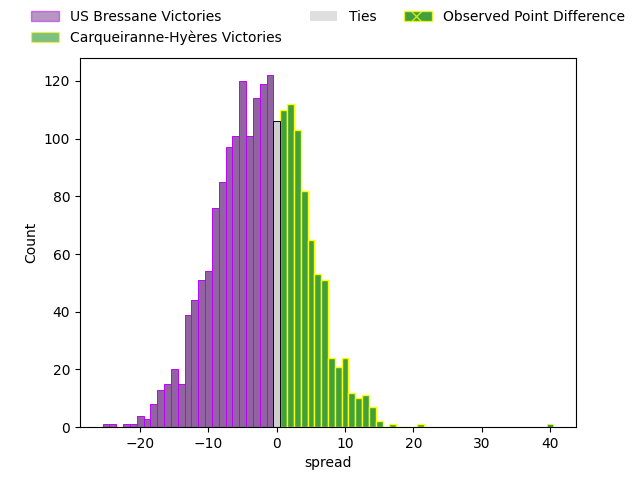 US Bressane Victories
Carqueiranne-Hyères Victories
Ties
Observed Point Difference
Count
120
100
80
60
40
20
0
−20
−10
0
10
20
30
40
spread